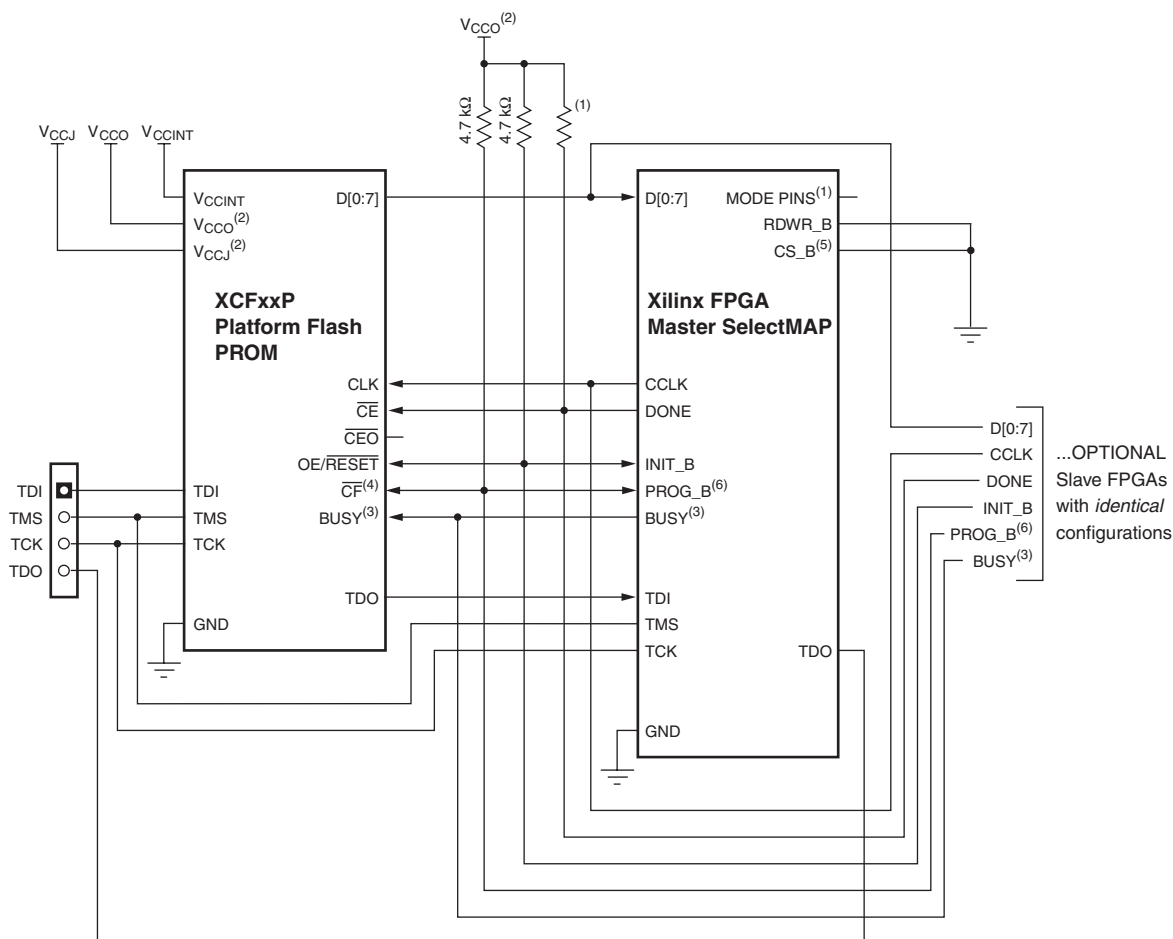 VCCO(2)
4.7 kΩ
4.7 kΩ
(1)
VCCJ VCCO VCCINT
VCCINT
VCCO(2)
VCCJ(2)
D[0:7]
XCFxxP
Platform Flash
PROM
CLK
CE
CEO
OE/RESET
CF(4)
BUSY(3)
TDI
TMS
TCK
TDO
GND
TDI
TMS
TCK
TDO
D[0:7]
MODE PINS(1)
RDWR_B
CS_B(5)
Xilinx FPGA
Master SelectMAP
CCLK
DONE
INIT_B
PROG_B(6)
BUSY(3)
TDI
TMS
TCK
TDO
GND
D[0:7]
CCLK
DONE
INIT_B
PROG_B(6)
BUSY(3)
...OPTIONAL
Slave FPGAs
with identical
configurations